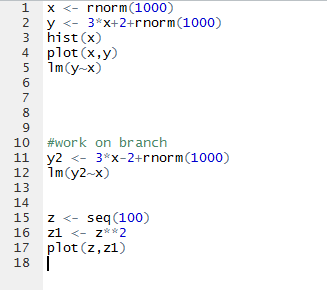 1 x <- rnorm(1000)
2 y <- 3*x+2+rnorm(1000)
3 hist(x)
4 plot(x,y)
5 lm(y~x)
6
7
8
9
10 #work on branch
11 y2 <- 3*x-2+rnorm(1000)
12 lm(y2~x)
13
14
15 z <- seq(100)
16 z1 <- z**2
17 plot(z,z1)
18